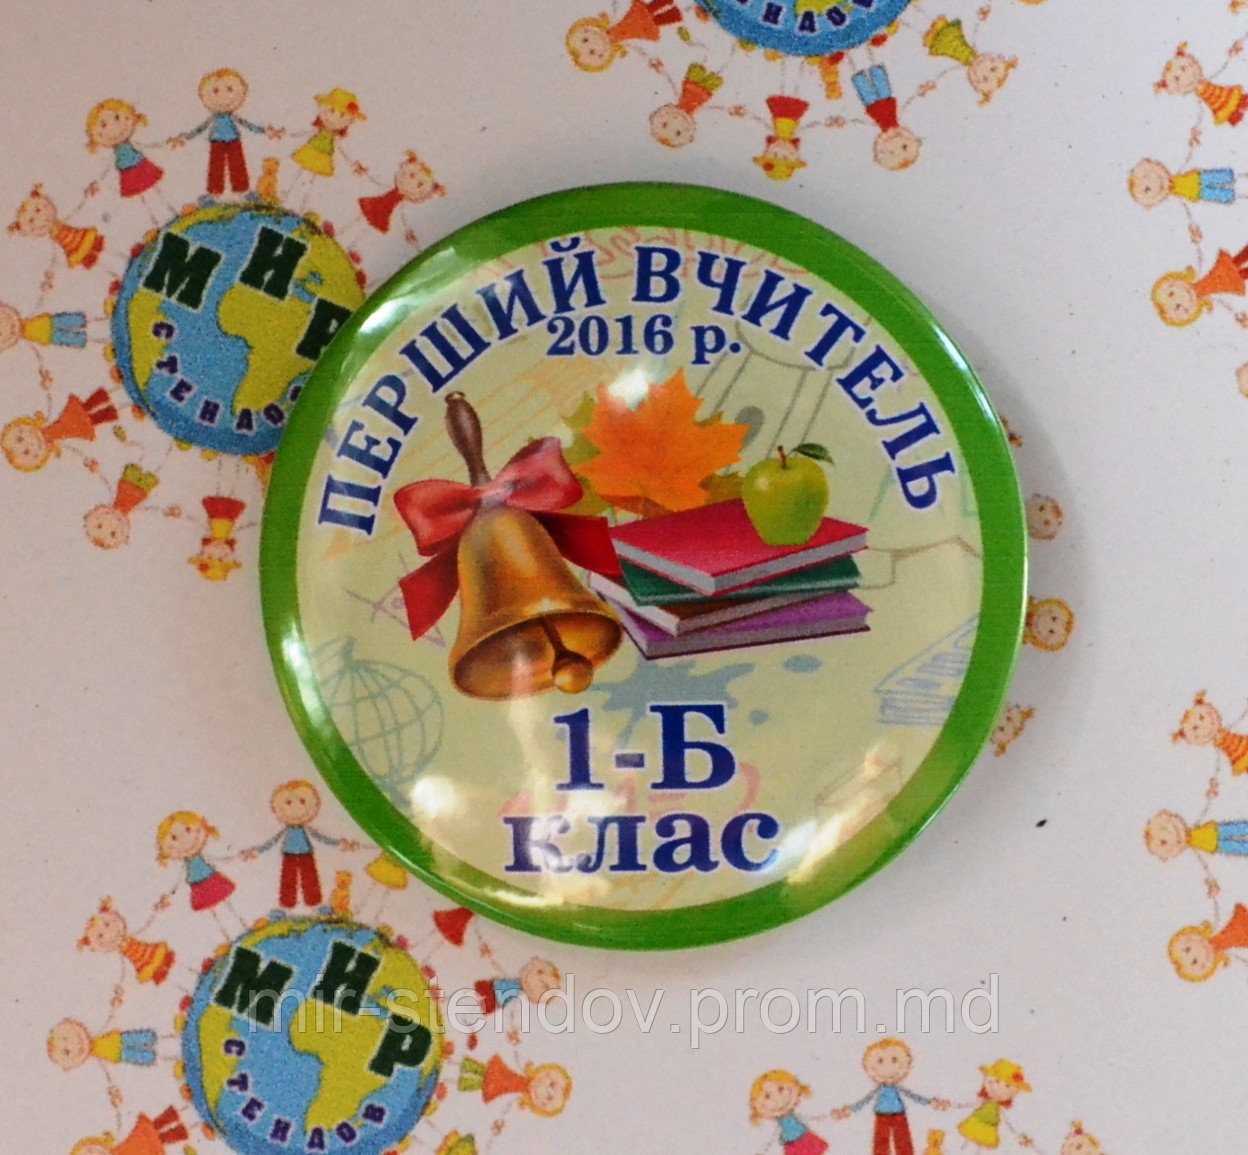 ПЕРШИЙ ВЧИТЕЛЬ
2016 р.
1-Б
клас
МИР
СТЕНДОВ
МИР
СТЕНДОВ
mir-stendov.prom.md